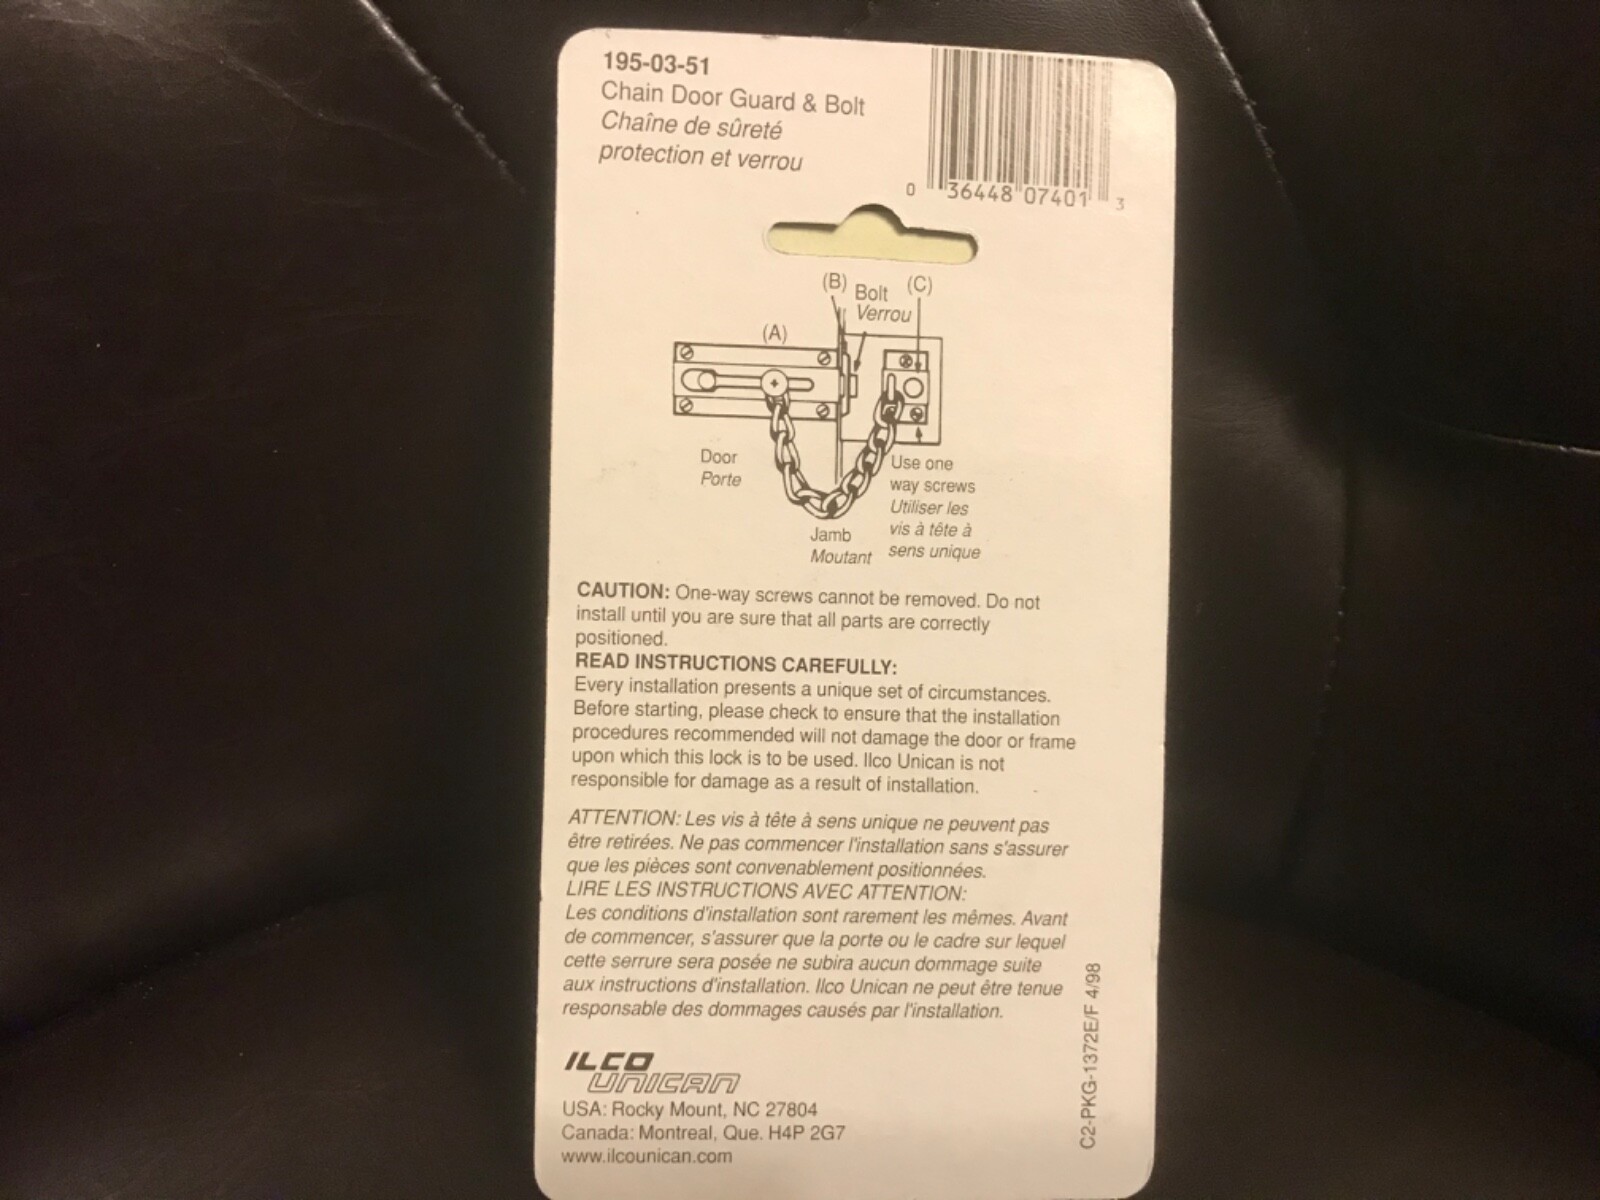 195-03-51
Chain Door Guard & Bolt
Chaîne de sûreté
protection et verrou
0 36448 07401 3
(B) Bolt (C)
Verrou
(A)
Door
Porte
Use one
way screws
Utiliser les
vis à tête à
sens unique
Jamb
Moutant
CAUTION: One-way screws cannot be removed. Do not
install until you are sure that all parts are correctly
positioned.
READ INSTRUCTIONS CAREFULLY:
Every installation presents a unique set of circumstances.
Before starting, please check to ensure that the installation
procedures recommended will not damage the door or frame
upon which this lock is to be used. Ilco Unican is not
responsible for damage as a result of installation.
ATTENTION: Les vis à tête à sens unique ne peuvent pas
être retirées. Ne pas commencer l'installation sans s'assurer
que les pièces sont convenablement positionnées.
LIRE LES INSTRUCTIONS AVEC ATTENTION:
Les conditions d'installation sont rarement les mêmes. Avant
de commencer, s'assurer que la porte ou le cadre sur lequel
cette serrure sera posée ne subira aucun dommage suite
aux instructions d'installation. Ilco Unican ne peut être tenue
responsable des dommages causés par l'installation.
ILCO
UNICAN
USA: Rocky Mount, NC 27804
Canada: Montreal, Que. H4P 2G7
www.ilcounican.com
C2-PKG-1372E/F 4/98